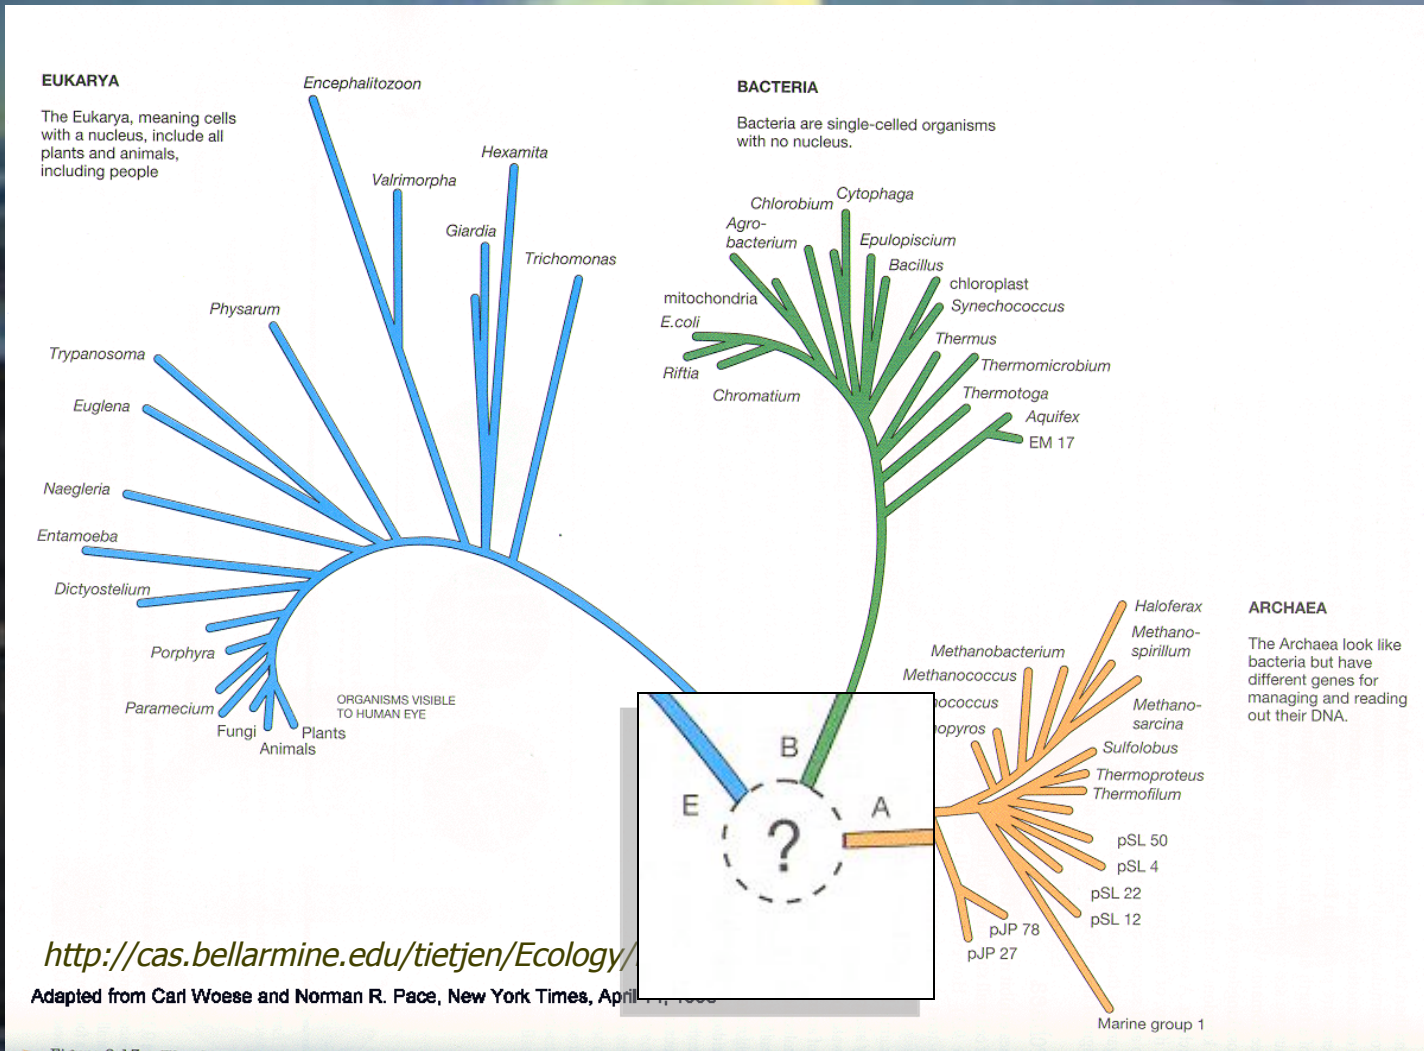 EUKARYA
The Eukarya, meaning cells
with a nucleus, include all
plants and animals,
including people
Encephalitozoon
Valrimorpha
Hexamita
Giardia
Trichomonas
Physarum
Trypanosoma
Euglena
Naegleria
Entamoeba
Dictyostelium
Porphyra
Paramecium
Fungi
Animals
Plants
ORGANISMS VISIBLE
TO HUMAN EYE
BACTERIA
Bacteria are single-celled organisms
with no nucleus.
Cytophaga
Chlorobium
Agro-
bacterium
Epulopiscium
Bacillus
chloroplast
Synechococcus
mitochondria
E.coli
Riftia
Chromatium
Thermus
Thermomicrobium
Thermotoga
Aquifex
EM 17
ARCHAEA
The Archaea look like
bacteria but have
different genes for
managing and reading
out their DNA.
Haloferax
Methano-
spirillum
Methanobacterium
Methanococcus
ococcus
opyros
Methano-
sarcina
Sulfolobus
Thermoproteus
Thermofilum
pSL 50
pSL 4
pSL 22
pSL 12
pJP 78
pJP 27
Marine group 1
B
E
A
?
http://cas.bellarmine.edu/tietjen/Ecology/
Adapted from Carl Woese and Norman R. Pace, New York Times, April